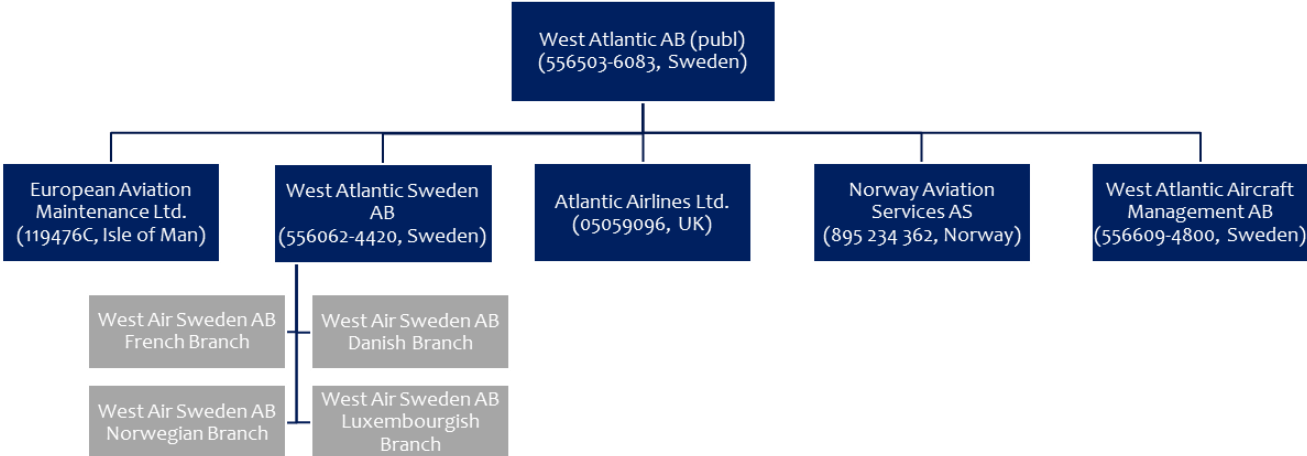 West Atlantic AB (publ)
(556503-6083, Sweden)
European Aviation
Maintenance Ltd.
(119476C, Isle of Man)
West Atlantic Sweden
AB
(556062-4420, Sweden)
Atlantic Airlines Ltd.
(05059096, UK)
Norway Aviation
Services AS
(895 234 362, Norway)
West Atlantic Aircraft
Management AB
(556609-4800, Sweden)
West Air Sweden AB
French Branch
West Air Sweden AB
Danish Branch
West Air Sweden AB
Norwegian Branch
West Air Sweden AB
Luxembourgish
Branch